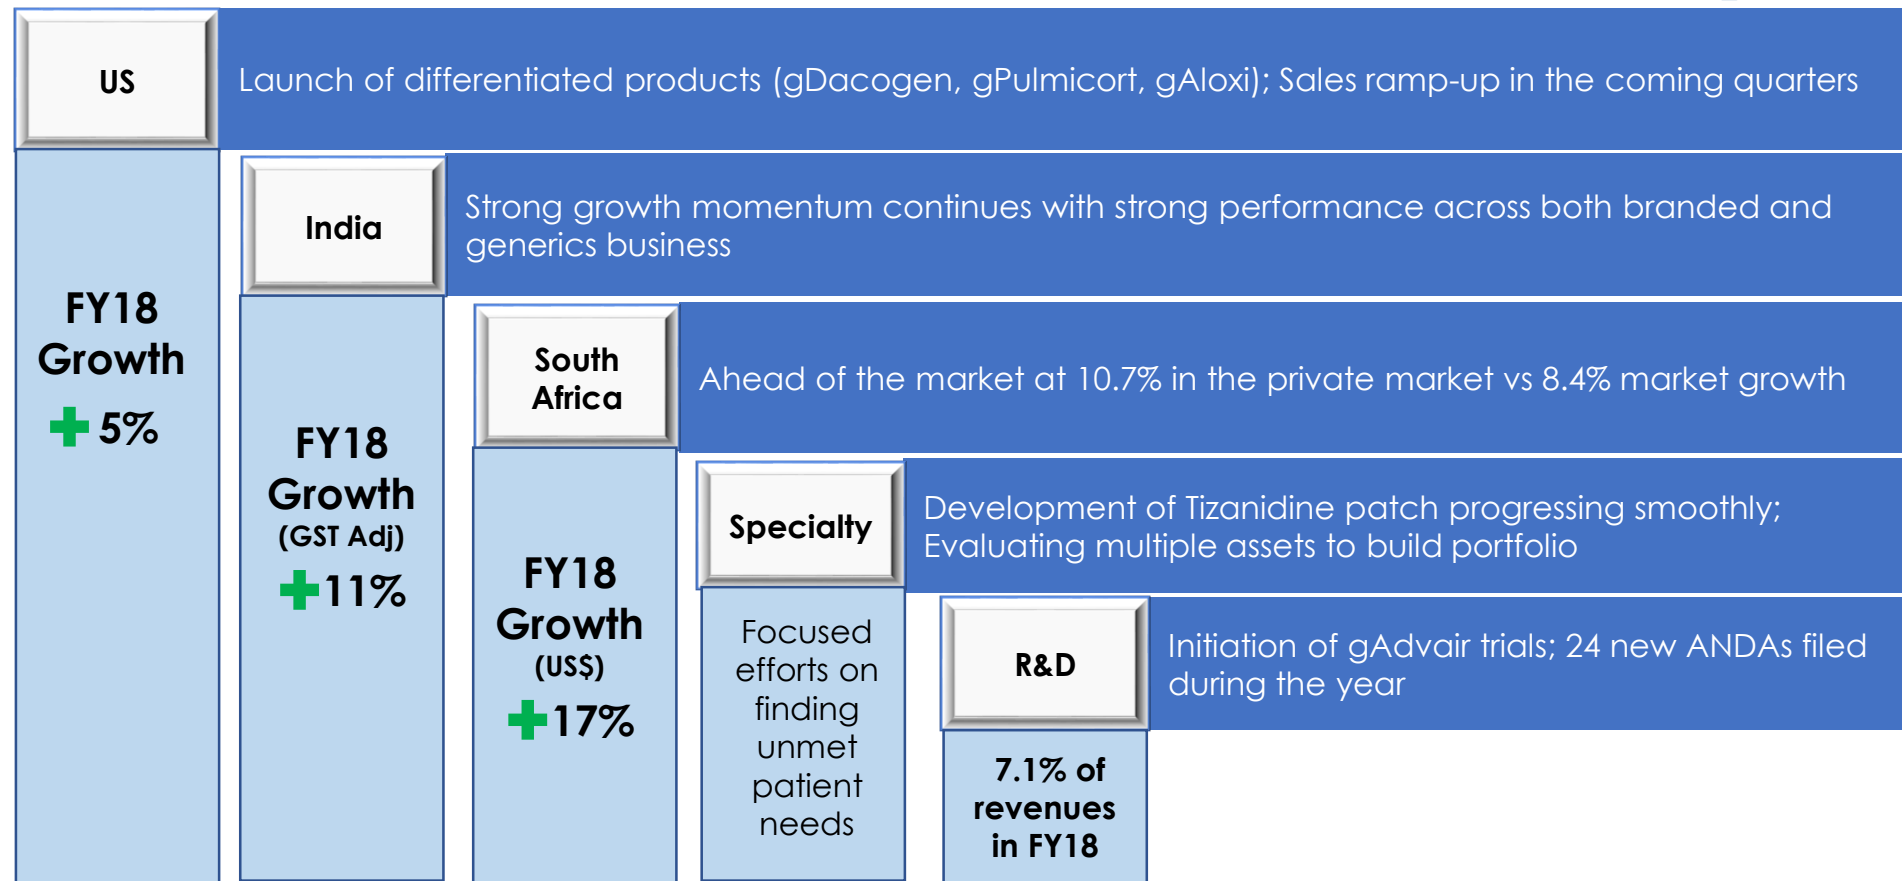 US
Launch of differentiated products (gDacogen, gPulmicort, gAloxi); Sales ramp-up in the coming quarters
FY18
Growth
+ 5%
India
Strong growth momentum continues with strong performance across both branded and
generics business
FY18
Growth
(GST Adj)
+11%
South
Africa
Ahead of the market at 10.7% in the private market vs 8.4% market growth
FY18
Growth
(US$)
+17%
Specialty
Development of Tizanidine patch progressing smoothly;
Evaluating multiple assets to build portfolio
Focused
efforts on
finding
unmet
patient
needs
R&D
Initiation of gAdvair trials; 24 new ANDAs filed
during the year
7.1% of
revenues
in FY18